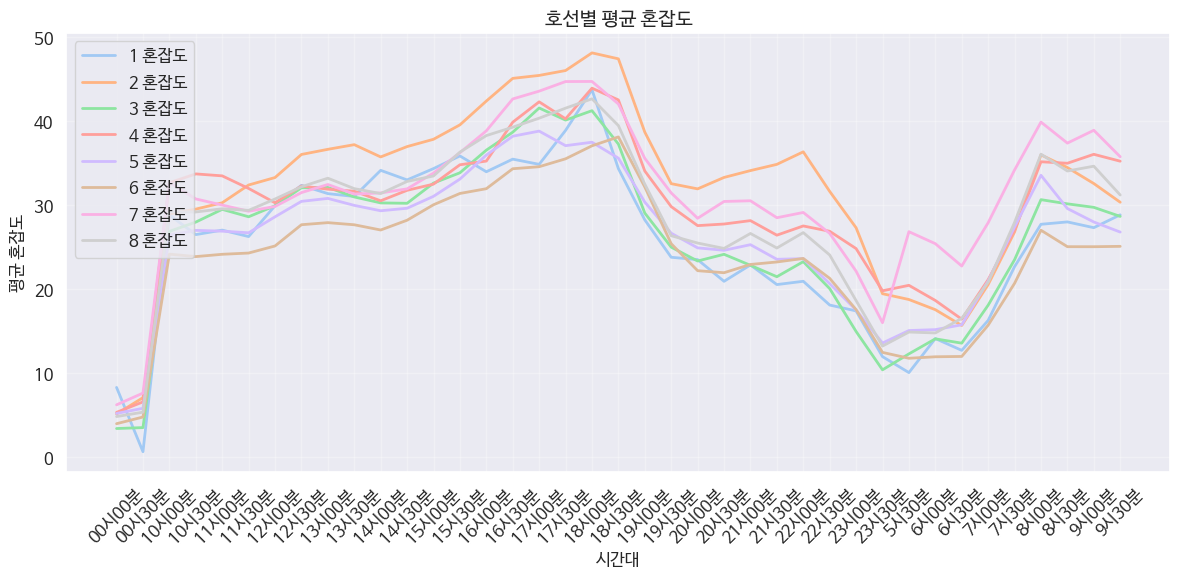 호선별 평균 혼잡도
평균 혼잡도
50
40
30
20
10
0
1 혼잡도
2 혼잡도
3 혼잡도
4 혼잡도
5 혼잡도
6 혼잡도
7 혼잡도
8 혼잡도
00시00분
00시30분
10시00분
10시30분
11시00분
11시30분
12시00분
12시30분
13시00분
13시30분
14시00분
14시30분
15시00분
15시30분
16시00분
16시30분
17시00분
17시30분
18시00분
18시30분
19시00분
19시30분
20시00분
20시30분
21시00분
21시30분
22시00분
22시30분
23시00분
23시30분
5시30분
6시00분
6시30분
7시00분
7시30분
8시00분
8시30분
9시00분
9시30분
시간대